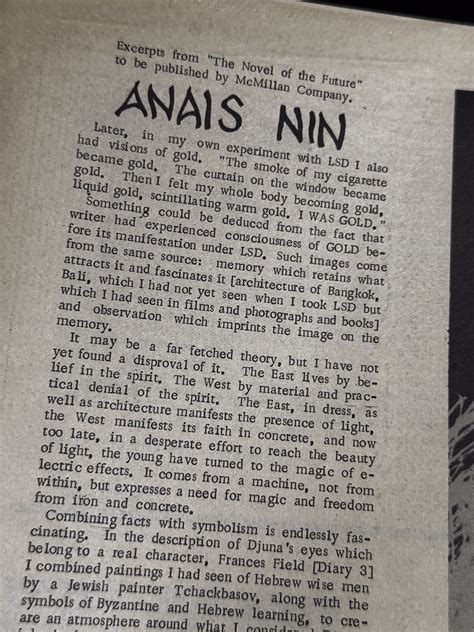 Excerpts from "The Novel of the Future"
to be published by McMillan Company.
ANAIS NIN
Later, in my own experiment with LSD I also
had visions of gold. "The smoke of my cigarette
became gold. The curtain on the window became
gold. Then I felt my whole body becoming gold,
liquid gold, scintillating warm gold. I WAS GOLD."
Something could be deduced from the fact that
writer had experienced consciousness of GOLD be-
fore its manifestation under LSD. Such images come
from the same source: memory which retains what
attracts it and fascinates it [architecture of Bangkok,
Bali, which I had not yet seen when I took LSD but
which I had seen in films and photographs and books]
and observation which imprints the image on the
memory.
It may be a far fetched theory, but I have not
yet found a disproval of it. The East lives by be-
lief in the spirit. The West by material and prac-
tical denial of the spirit. The East, in dress, as
well as architecture manifests the presence of light,
the West manifests its faith in concrete, and now
too late, in a desperate effort to reach the beauty
of light, the young have turned to the magic of e-
lectric effects. It comes from a machine, not from
within, but expresses a need for magic and freedom
from iron and concrete.
Combining facts with symbolism is endlessly fas-
cinating. In the description of Djuna's eyes which
belong to a real character, Frances Field [Diary 3]
I combined paintings I had seen of Hebrew wise men
by a Jewish painter Tchackbasov, along with the
symbols of Byzantine and Hebrew learning, to cre-
are an atmosphere around what I consider